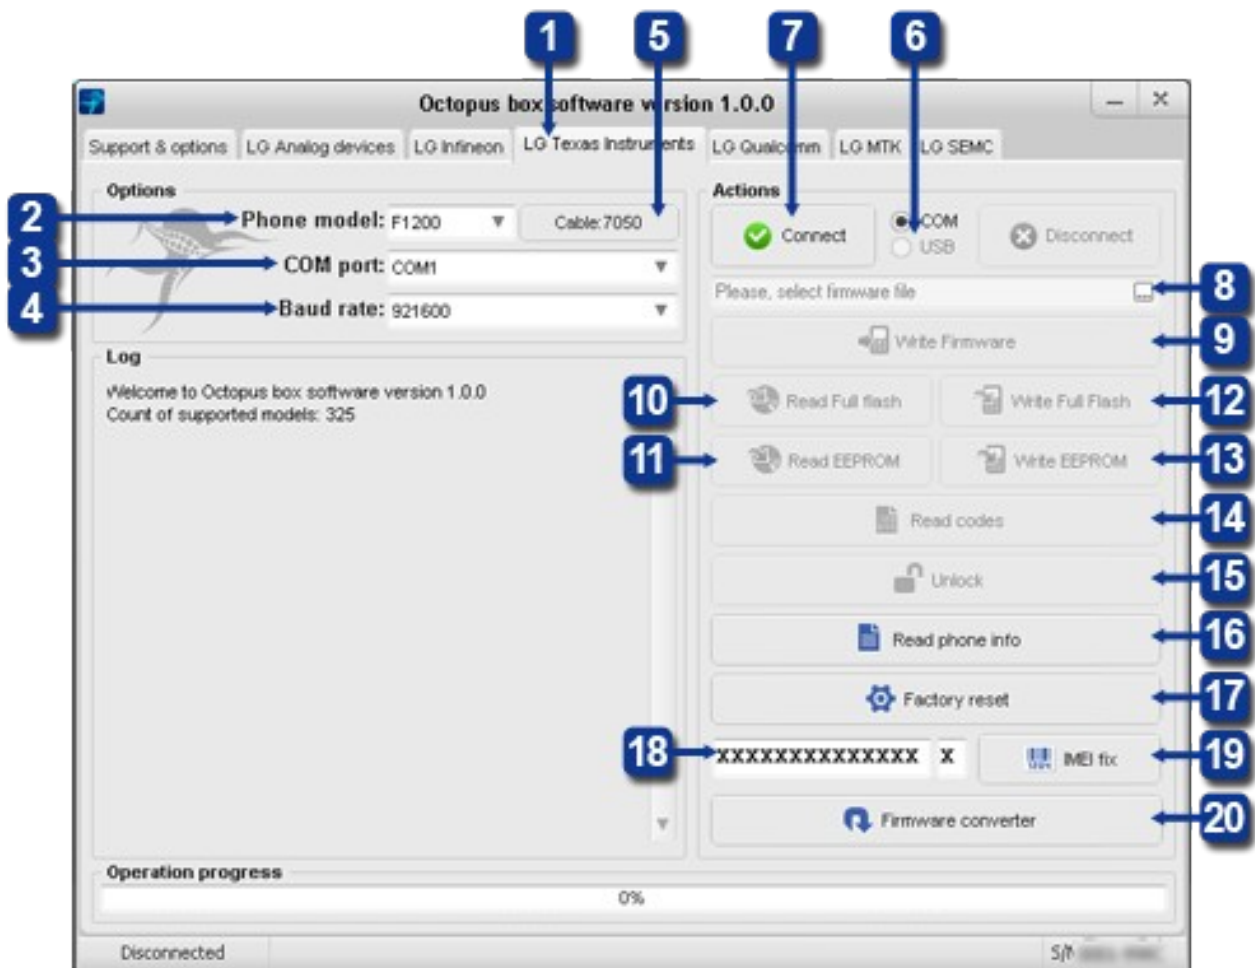 1 5 7 6
Octopus box software version 1.0.0
Support & options LG Analog devices LG Infineon LG Texas Instruments LG Qualcomm LG MTK LG SEMC
Options
2 Phone model: F1200 Cable:7050
3 COM port: COM1
4 Baud rate: 921600
Log
Welcome to Octopus box software version 1.0.0
Count of supported models: 325
Actions
Connect COM USB Disconnect
Please, select firmware file 8
Write Firmware 9
10 Read Full flash Write Full Flash 12
11 Read EEPROM Write EEPROM 13
Read codes 14
Unlock 15
Read phone info 16
Factory reset 17
18 XXXXXXXXXXXXXX X IMEI fix 19
Firmware converter 20
Operation progress
0%
Disconnected S/N